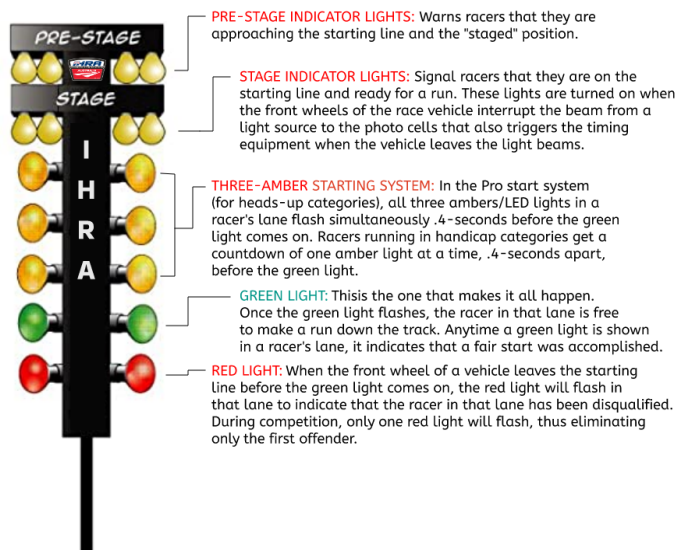 PRE-STAGE
IHRA
STAGE
I
H
R
A
PRE-STAGE INDICATOR LIGHTS: Warns racers that they are
approaching the starting line and the "staged" position.
STAGE INDICATOR LIGHTS: Signal racers that they are on the
starting line and ready for a run. These lights are turned on when
the front wheels of the race vehicle interrupt the beam from a
light source to the photo cells that also triggers the timing
equipment when the vehicle leaves the light beams.
THREE-AMBER STARTING SYSTEM: In the Pro start system
(for heads-up categories), all three ambers/LED lights in a
racer's lane flash simultaneously .4-seconds before the green
light comes on. Racers running in handicap categories get a
countdown of one amber light at a time, .4-seconds apart,
before the green light.
GREEN LIGHT: Thisis the one that makes it all happen.
Once the green light flashes, the racer in that lane is free
to make a run down the track. Anytime a green light is shown
in a racer's lane, it indicates that a fair start was accomplished.
RED LIGHT: When the front wheel of a vehicle leaves the starting
line before the green light comes on, the red light will flash in
that lane to indicate that the racer in that lane has been disqualified.
During competition, only one red light will flash, thus eliminating
only the first offender.